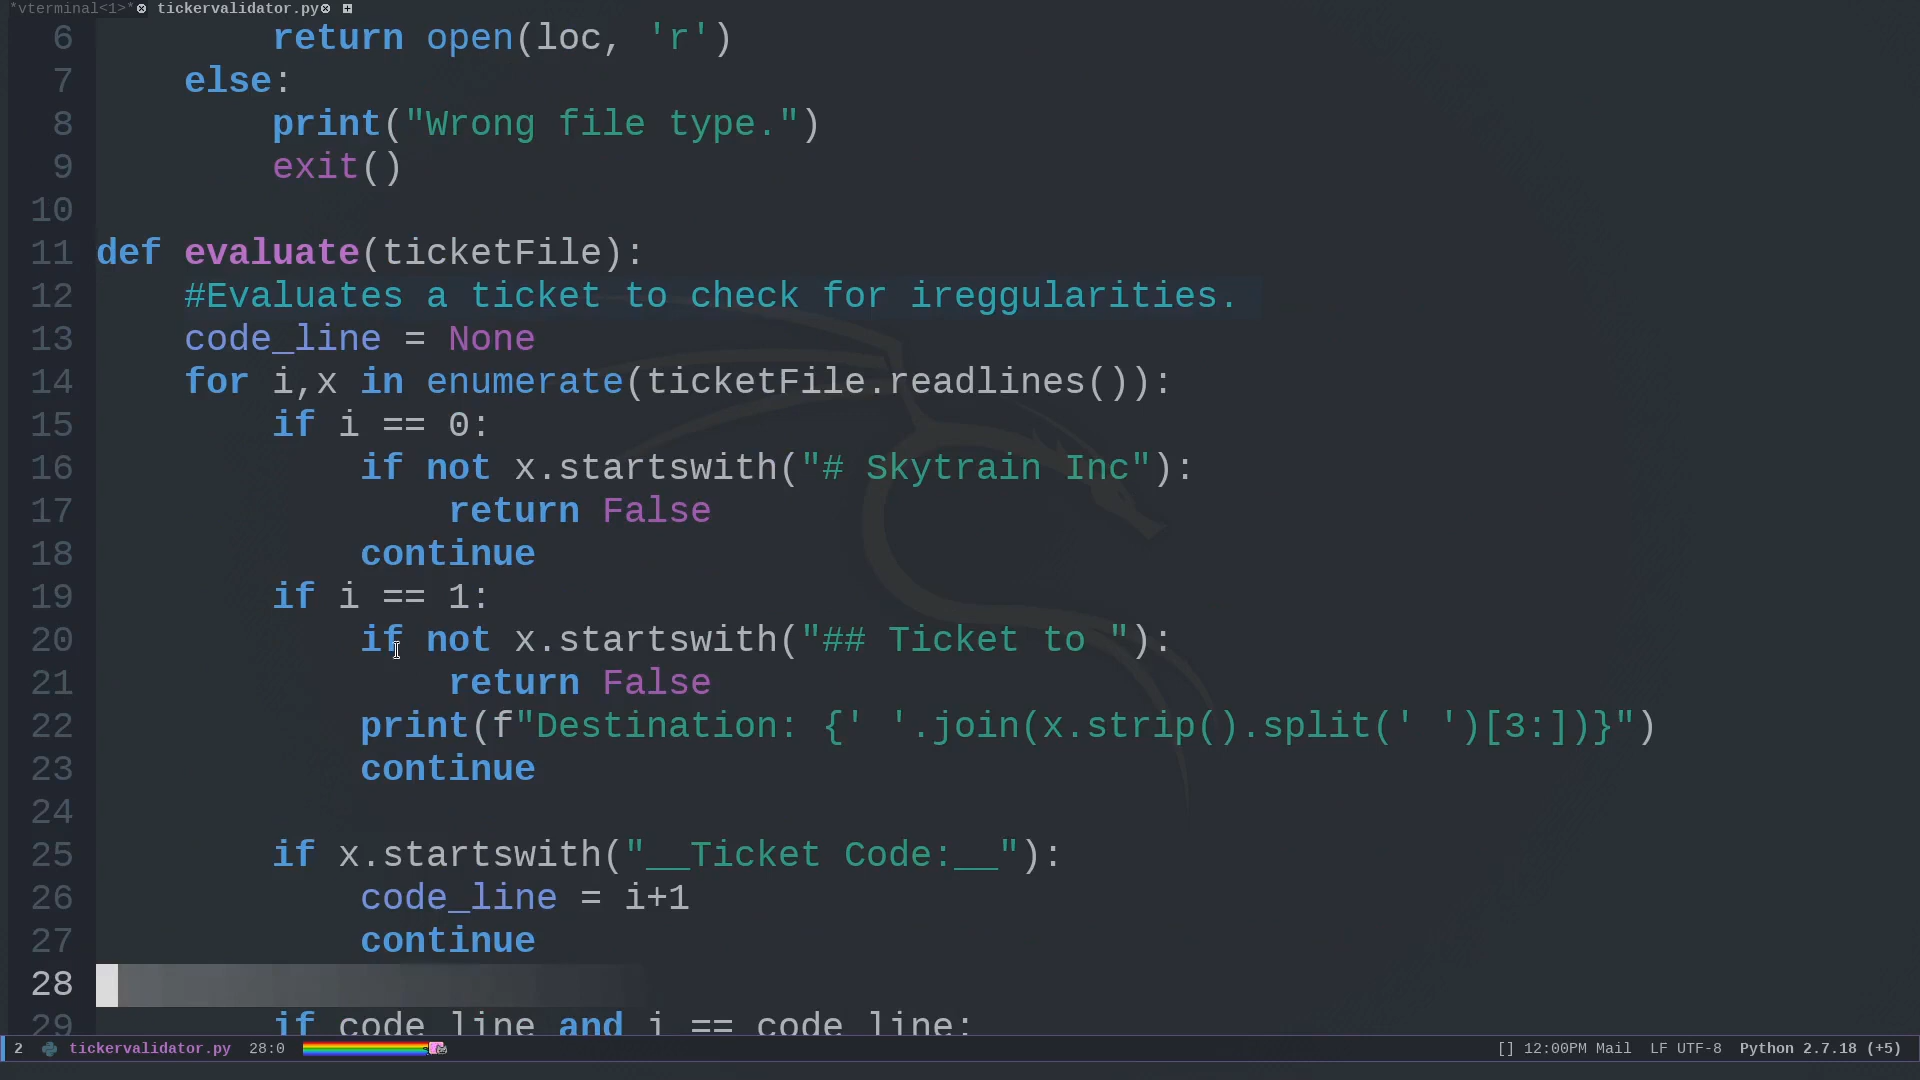 *vterminal<1>* tickervalidator.py
6 return open(loc, 'r')
7 else:
8 print("Wrong file type.")
9 exit()
10
11 def evaluate(ticketFile):
12 #Evaluates a ticket to check for ireggularities.
13 code_line = None
14 for i,x in enumerate(ticketFile.readlines()):
15 if i == 0:
16 if not x.startswith("# Skytrain Inc"):
17 return False
18 continue
19 if i == 1:
20 if not x.startswith("## Ticket to "):
21 return False
22 print(f"Destination: {' '.join(x.strip().split(' ')[3:])}")
23 continue
24
25 if x.startswith("__Ticket Code:__"):
26 code_line = i+1
27 continue
28
29 if code_line and i == code_line:
2 tickervalidator.py 28:0 [] 12:00PM Mail LF UTF-8 Python 2.7.18 (+5)